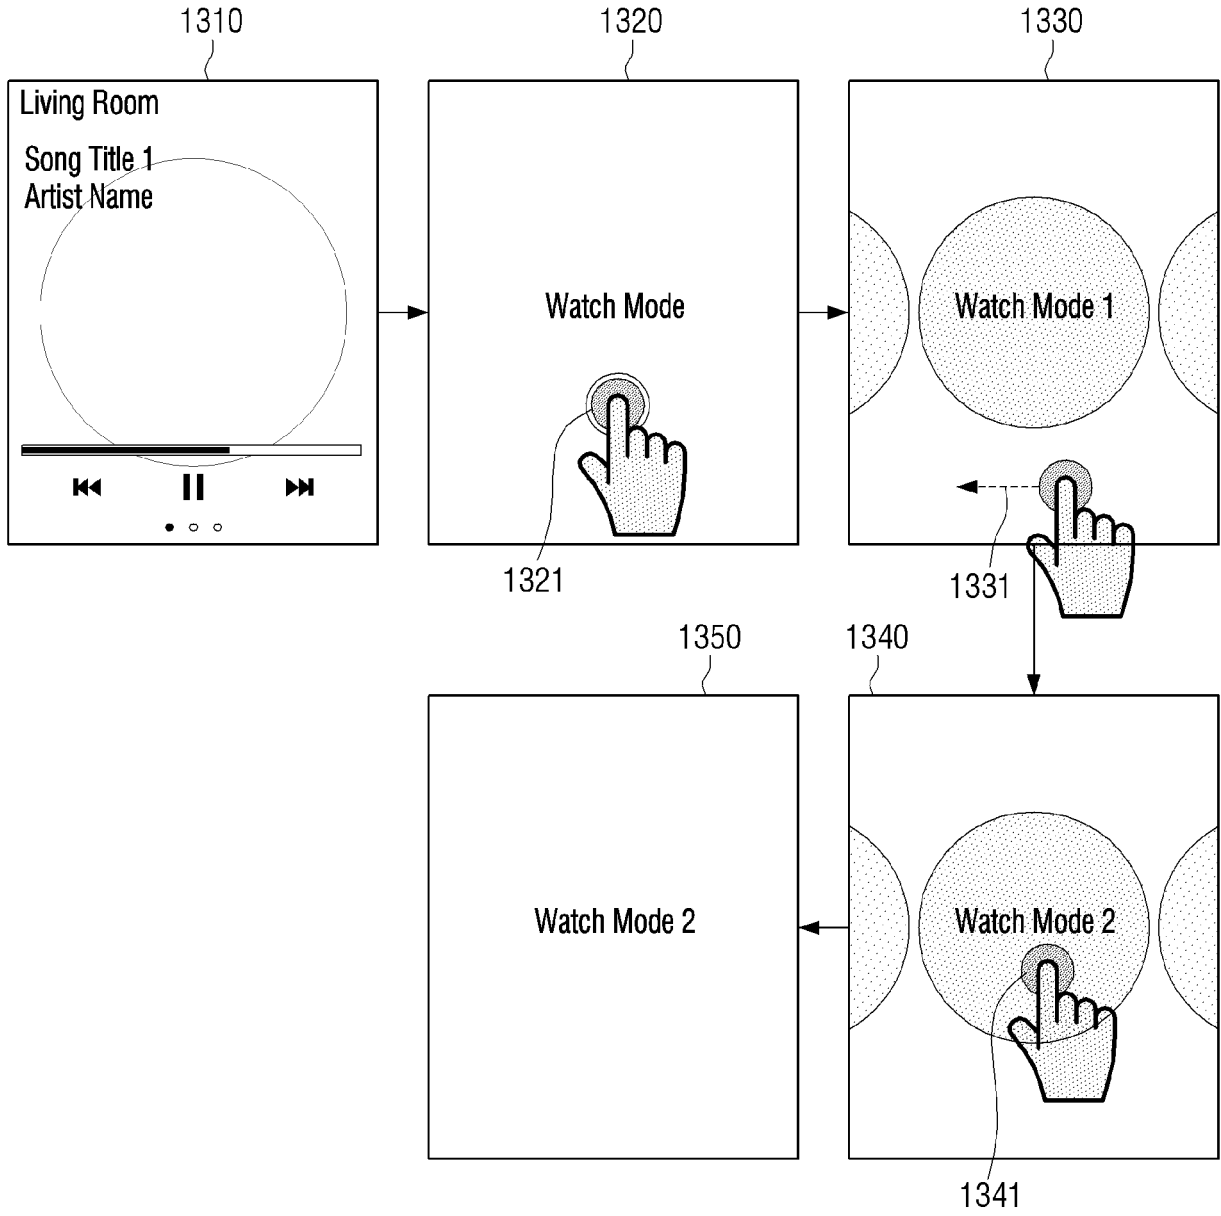 1310
1320
1330
Living Room
Song Title 1
Artist Name
Watch Mode
Watch Mode 1
1321
1331
1350
1340
Watch Mode 2
Watch Mode 2
1341